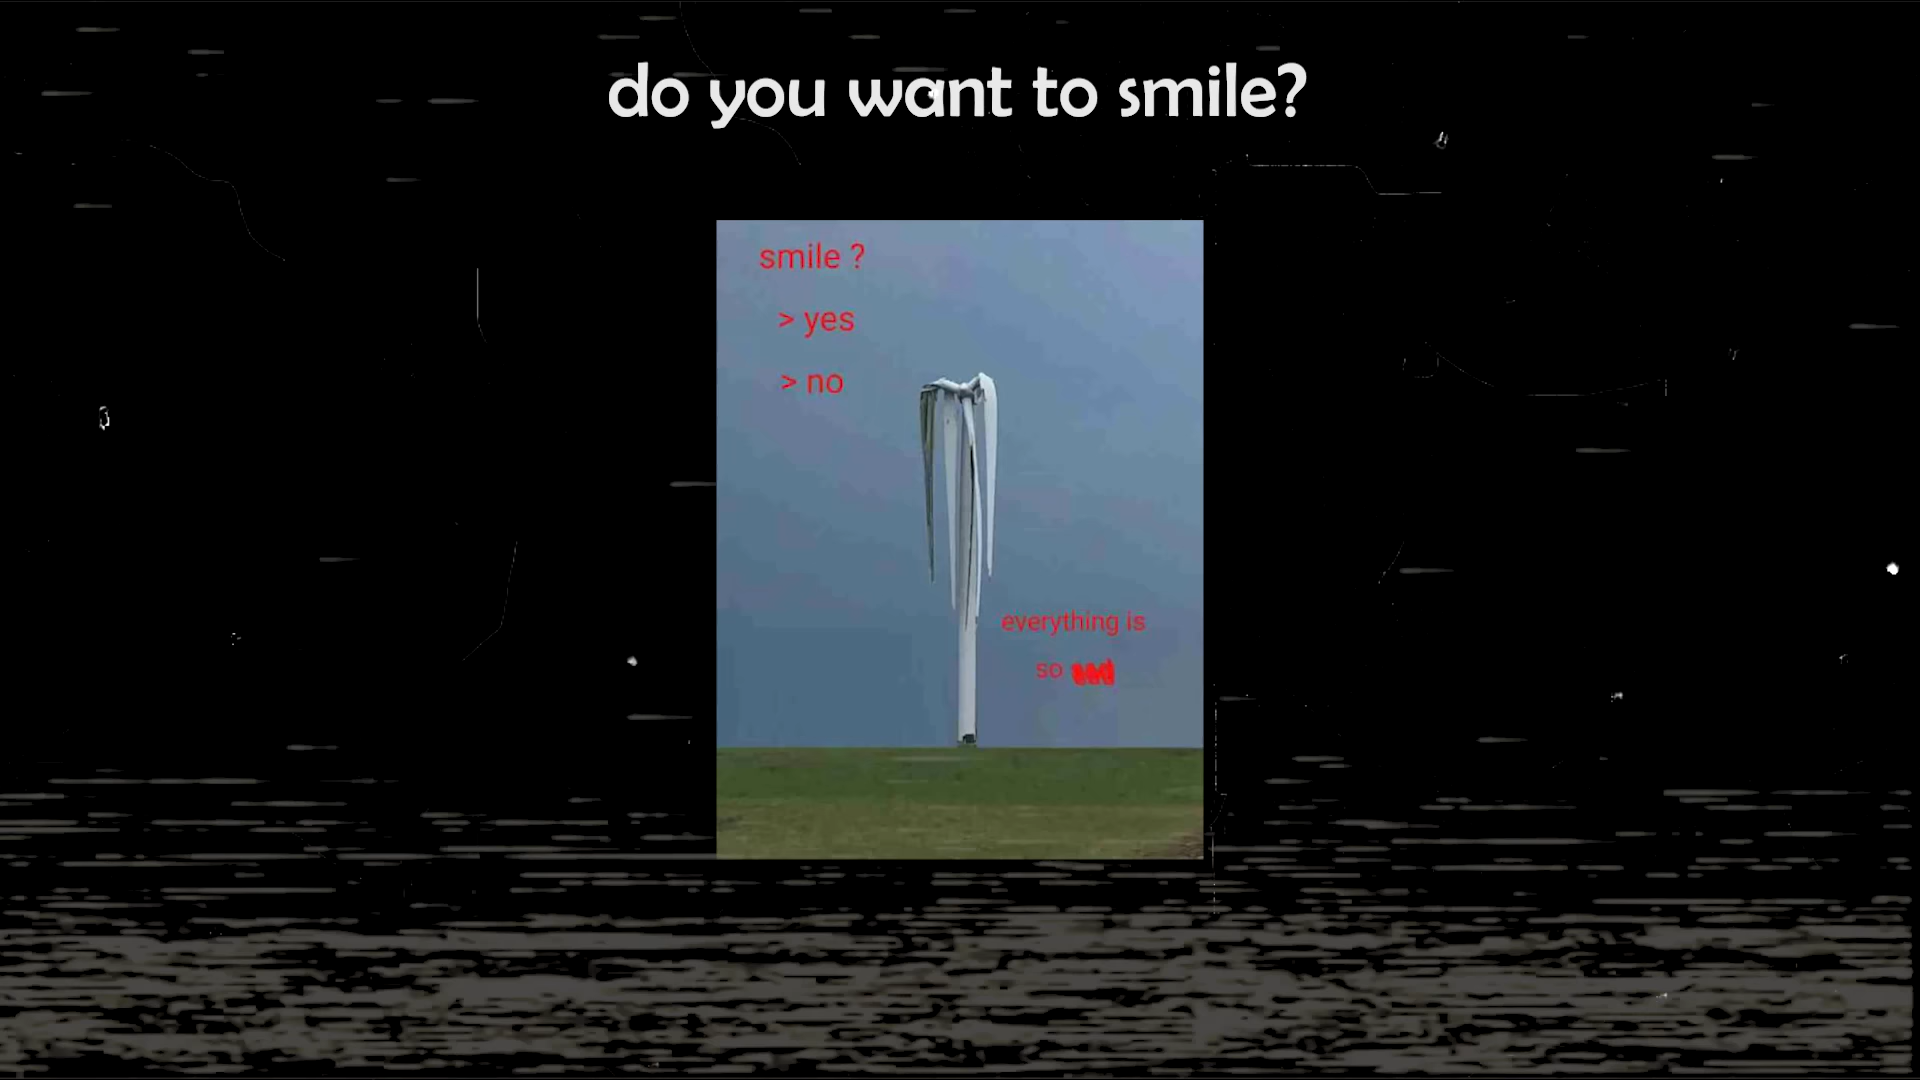 do you want to smile?
smile ?
> yes
> no
everything is
so